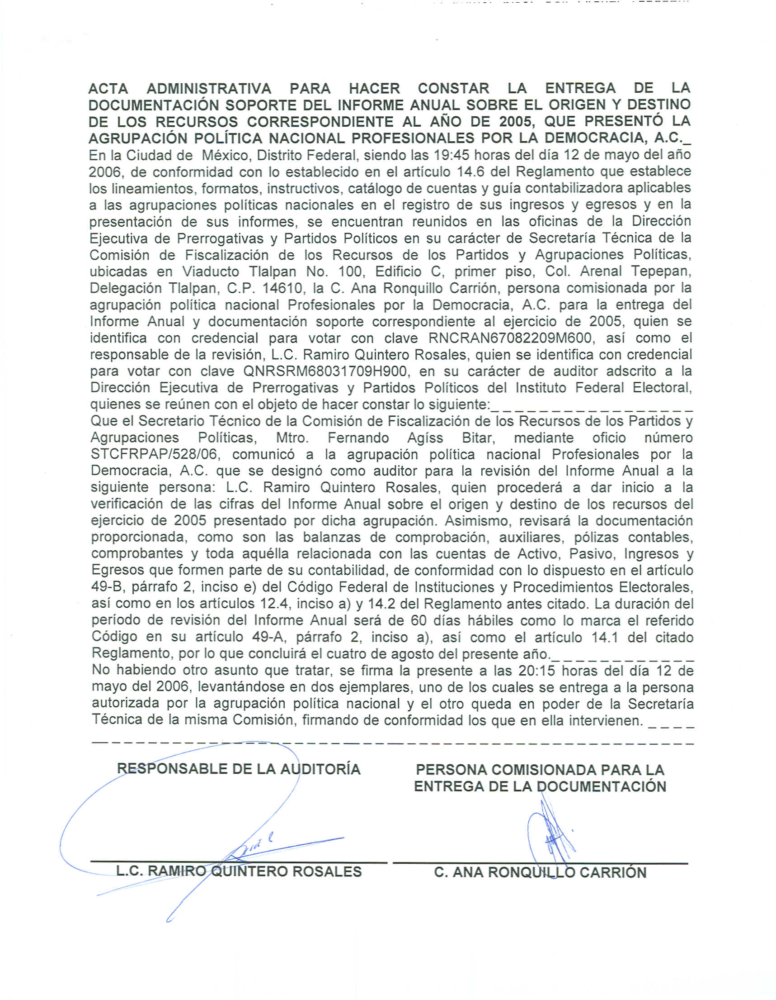 ACTA ADMINISTRATIVA PARA HACER CONSTAR LA ENTREGA DE LA
DOCUMENTACIÓN SOPORTE DEL INFORME ANUAL SOBRE EL ORIGEN Y DESTINO
DE LOS RECURSOS CORRESPONDIENTE AL AÑO DE 2005, QUE PRESENTÓ LA
AGRUPACIÓN POLÍTICA NACIONAL PROFESIONALES POR LA DEMOCRACIA, A.C._
En la Ciudad de México, Distrito Federal, siendo las 19:45 horas del día 12 de mayo del año
2006, de conformidad con lo establecido en el artículo 14.6 del Reglamento que establece
los lineamientos, formatos, instructivos, catálogo de cuentas y guía contabilizadora aplicables
a las agrupaciones políticas nacionales en el registro de sus ingresos y egresos y en la
presentación de sus informes, se encuentran reunidos en las oficinas de la Dirección
Ejecutiva de Prerrogativas y Partidos Políticos en su carácter de Secretaría Técnica de la
Comisión de Fiscalización de los Recursos de los Partidos y Agrupaciones Políticas,
ubicadas en Viaducto Tlalpan No. 100, Edificio C, primer piso, Col. Arenal Tepepan,
Delegación Tlalpan, C.P. 14610, la C. Ana Ronquillo Carrión, persona comisionada por la
agrupación política nacional Profesionales por la Democracia, A.C. para la entrega del
Informe Anual y documentación soporte correspondiente al ejercicio de 2005, quien se
identifica con credencial para votar con clave RNCRAN67082209M600, así como el
responsable de la revisión, L.C. Ramiro Quintero Rosales, quien se identifica con credencial
para votar con clave QNRSRM68031709H900, en su carácter de auditor adscrito a la
Dirección Ejecutiva de Prerrogativas y Partidos Políticos del Instituto Federal Electoral,
quienes se reúnen con el objeto de hacer constar lo siguiente:_ _ _ _ _ _ _ _ _ _ _ _ _ _ _ _ _
Que el Secretario Técnico de la Comisión de Fiscalización de los Recursos de los Partidos y
Agrupaciones Políticas, Mtro. Fernando Agíss Bitar, mediante oficio número
STCFRPAP/528/06, comunicó a la agrupación política nacional Profesionales por la
Democracia, A.C. que se designó como auditor para la revisión del Informe Anual a la
siguiente persona: L.C. Ramiro Quintero Rosales, quien procederá a dar inicio a la
verificación de las cifras del Informe Anual sobre el origen y destino de los recursos del
ejercicio de 2005 presentado por dicha agrupación. Asimismo, revisará la documentación
proporcionada, como son las balanzas de comprobación, auxiliares, pólizas contables,
comprobantes y toda aquélla relacionada con las cuentas de Activo, Pasivo, Ingresos y
Egresos que formen parte de su contabilidad, de conformidad con lo dispuesto en el artículo
49-B, párrafo 2, inciso e) del Código Federal de Instituciones y Procedimientos Electorales,
así como en los artículos 12.4, inciso a) y 14.2 del Reglamento antes citado. La duración del
período de revisión del Informe Anual será de 60 días hábiles como lo marca el referido
Código en su artículo 49-A, párrafo 2, inciso a), así como el artículo 14.1 del citado
Reglamento, por lo que concluirá el cuatro de agosto del presente año._ _ _ _ _ _ _ _ _ _ _ _
No habiendo otro asunto que tratar, se firma la presente a las 20:15 horas del día 12 de
mayo del 2006, levantándose en dos ejemplares, uno de los cuales se entrega a la persona
autorizada por la agrupación política nacional y el otro queda en poder de la Secretaría
Técnica de la misma Comisión, firmando de conformidad los que en ella intervienen. _ _ _ _
RESPONSABLE DE LA AUDITORÍA
L.C. RAMIRO QUINTERO ROSALES
PERSONA COMISIONADA PARA LA
ENTREGA DE LA DOCUMENTACIÓN
C. ANA RONQUILLO CARRIÓN